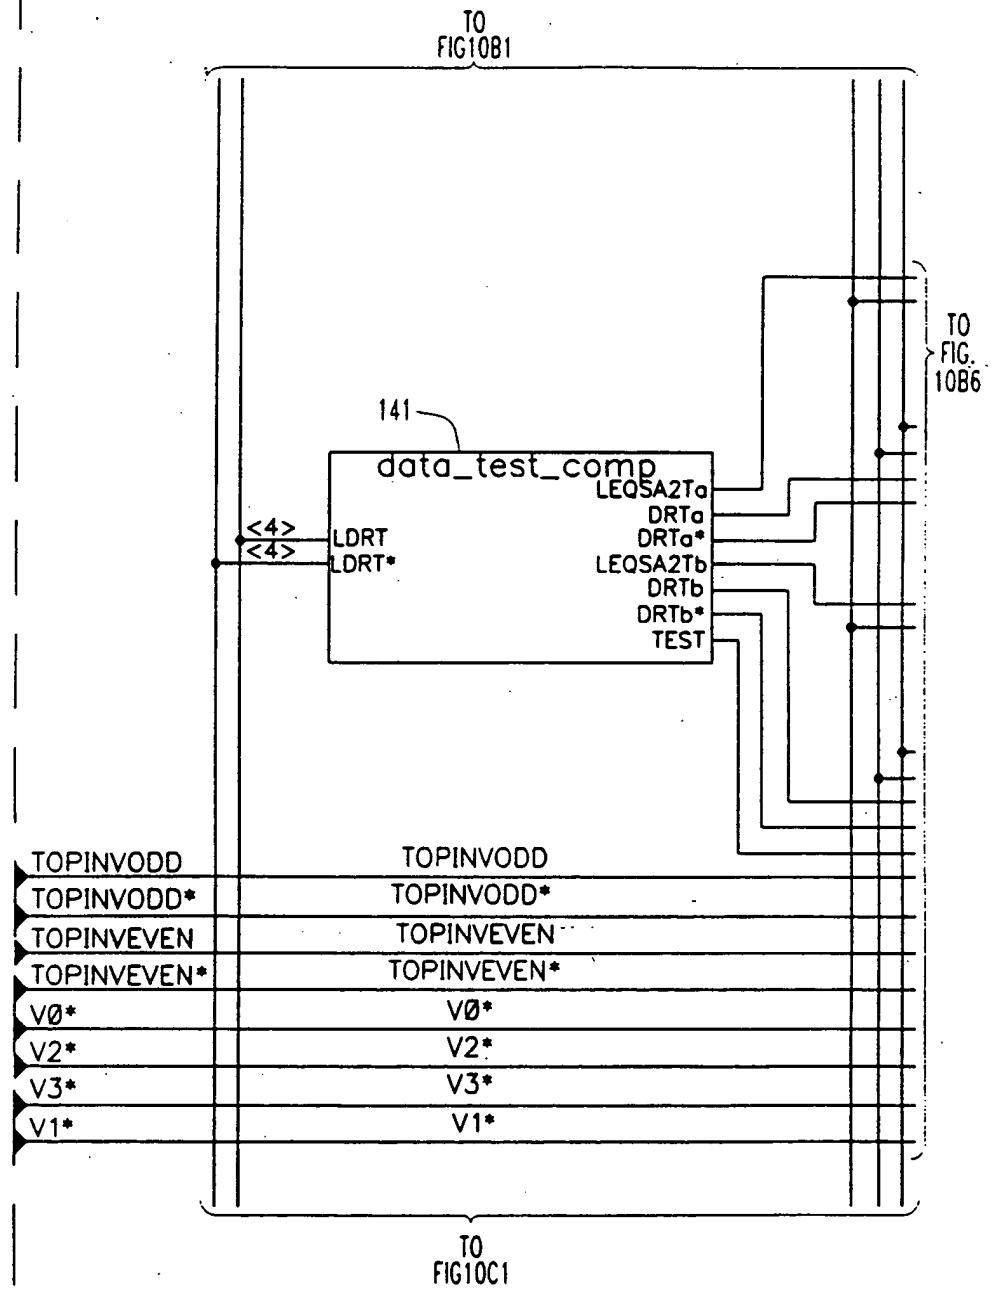 TO
FIG10B1
TO
FIG.
10B6
141
data_test_comp
LEQSA2Ta
DRTa
<4>
LDRT
DRTa*
<4>
LDRT*
LEQSA2Tb
DRTb
DRTb*
TEST
TOPINVODD TOPINVODD
TOPINVODD* TOPINVODD*
TOPINVEVEN TOPINVEVEN
TOPINVEVEN* TOPINVEVEN*
VØ* VØ*
V2* V2*
V3* V3*
V1* V1*
TO
FIG10C1